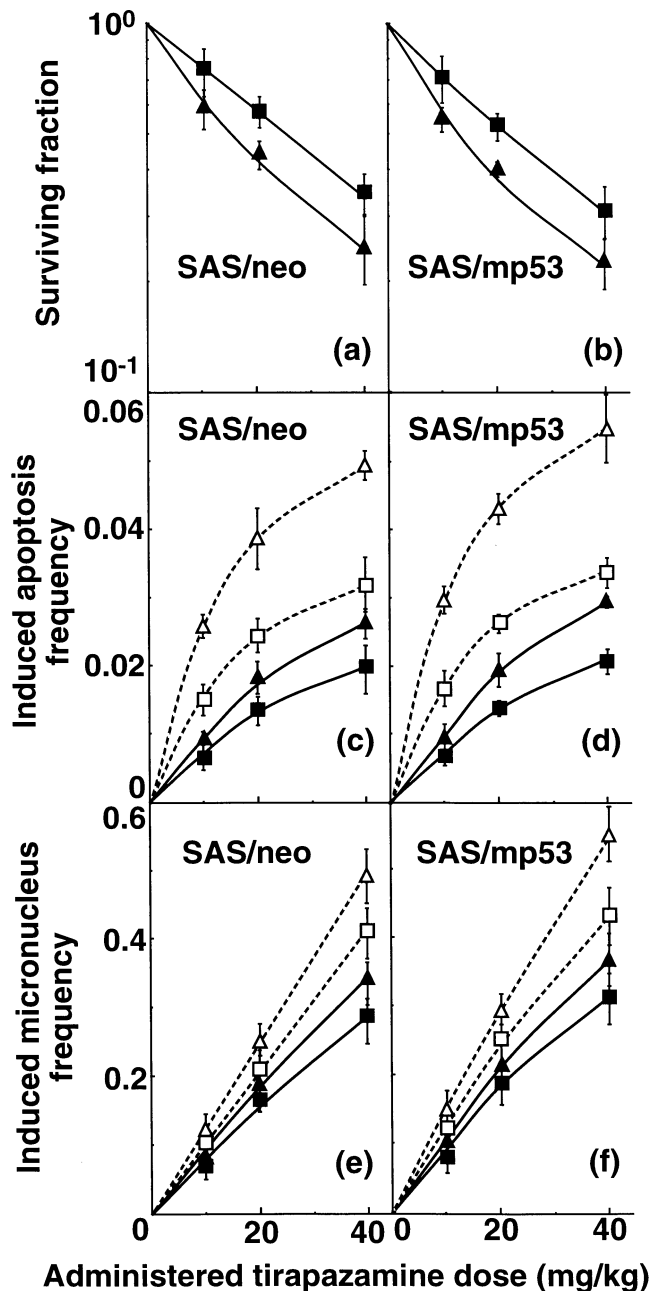 10⁰
Surviving fraction
SAS/neo
SAS/mp53
(a)
(b)
10⁻¹
0.06
SAS/neo
SAS/mp53
Induced apoptosis
frequency
0.04
0.02
(c)
(d)
0
0.6
SAS/neo
SAS/mp53
Induced micronucleus
frequency
0.4
0.2
(e)
(f)
0 20 40 0 20 40
Administered tirapazamine dose (mg/kg)